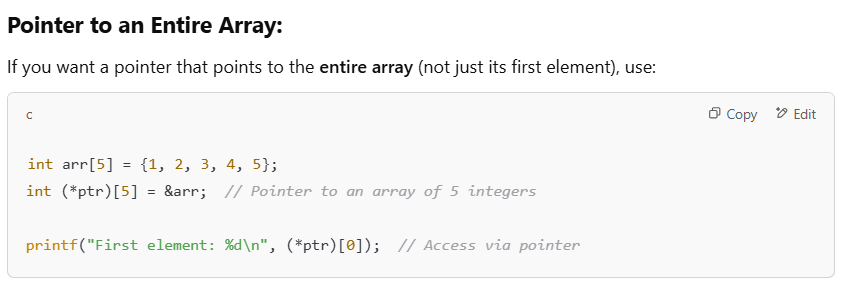 Pointer to an Entire Array:
If you want a pointer that points to the entire array (not just its first element), use:
c Copy Edit
int arr[5] = {1, 2, 3, 4, 5};
int (*ptr)[5] = &arr;  // Pointer to an array of 5 integers
printf("First element: %d\n", (*ptr)[0]);  // Access via pointer